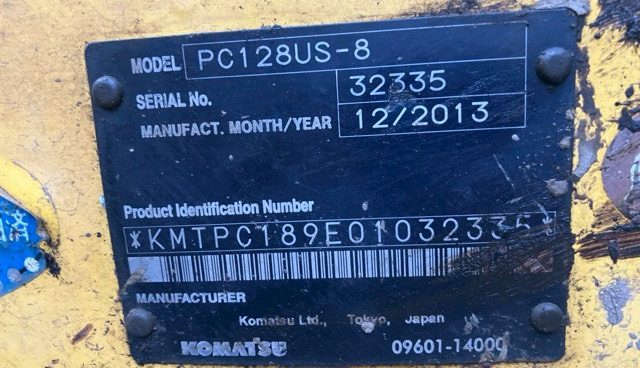 MODEL PC128US-8
SERIAL No. 32335
MANUFACT. MONTH/YEAR 12/2013
Product Identification Number
*KMTPC189E01032335*
MANUFACTURER
Komatsu Ltd., Tokyo, Japan
KOMATSU 09601-14000